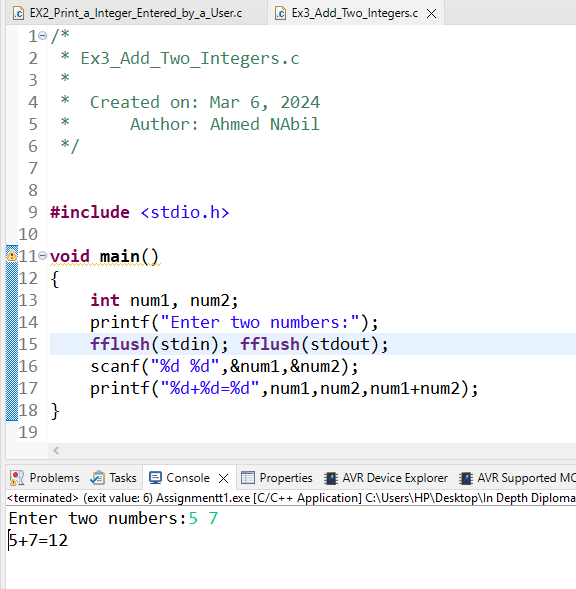 EX2_Print_a_Integer_Entered_by_a_User.c EX3_Add_Two_Integers.c
1 /*
2 * Ex3_Add_Two_Integers.c
3 *
4 * Created on: Mar 6, 2024
5 * Author: Ahmed NAbil
6 */
7
8
9 #include <stdio.h>
10
11 void main()
12 {
13 int num1, num2;
14 printf("Enter two numbers:");
15 fflush(stdin); fflush(stdout);
16 scanf("%d %d",&num1,&num2);
17 printf("%d+%d=%d",num1,num2,num1+num2);
18 }
19
Problems Tasks Console Properties AVR Device Explorer AVR Supported MC
<terminated> (exit value: 6) Assignmentt1.exe [C/C++ Application] C:\Users\HP\Desktop\In Depth Diploma
Enter two numbers:5 7
5+7=12